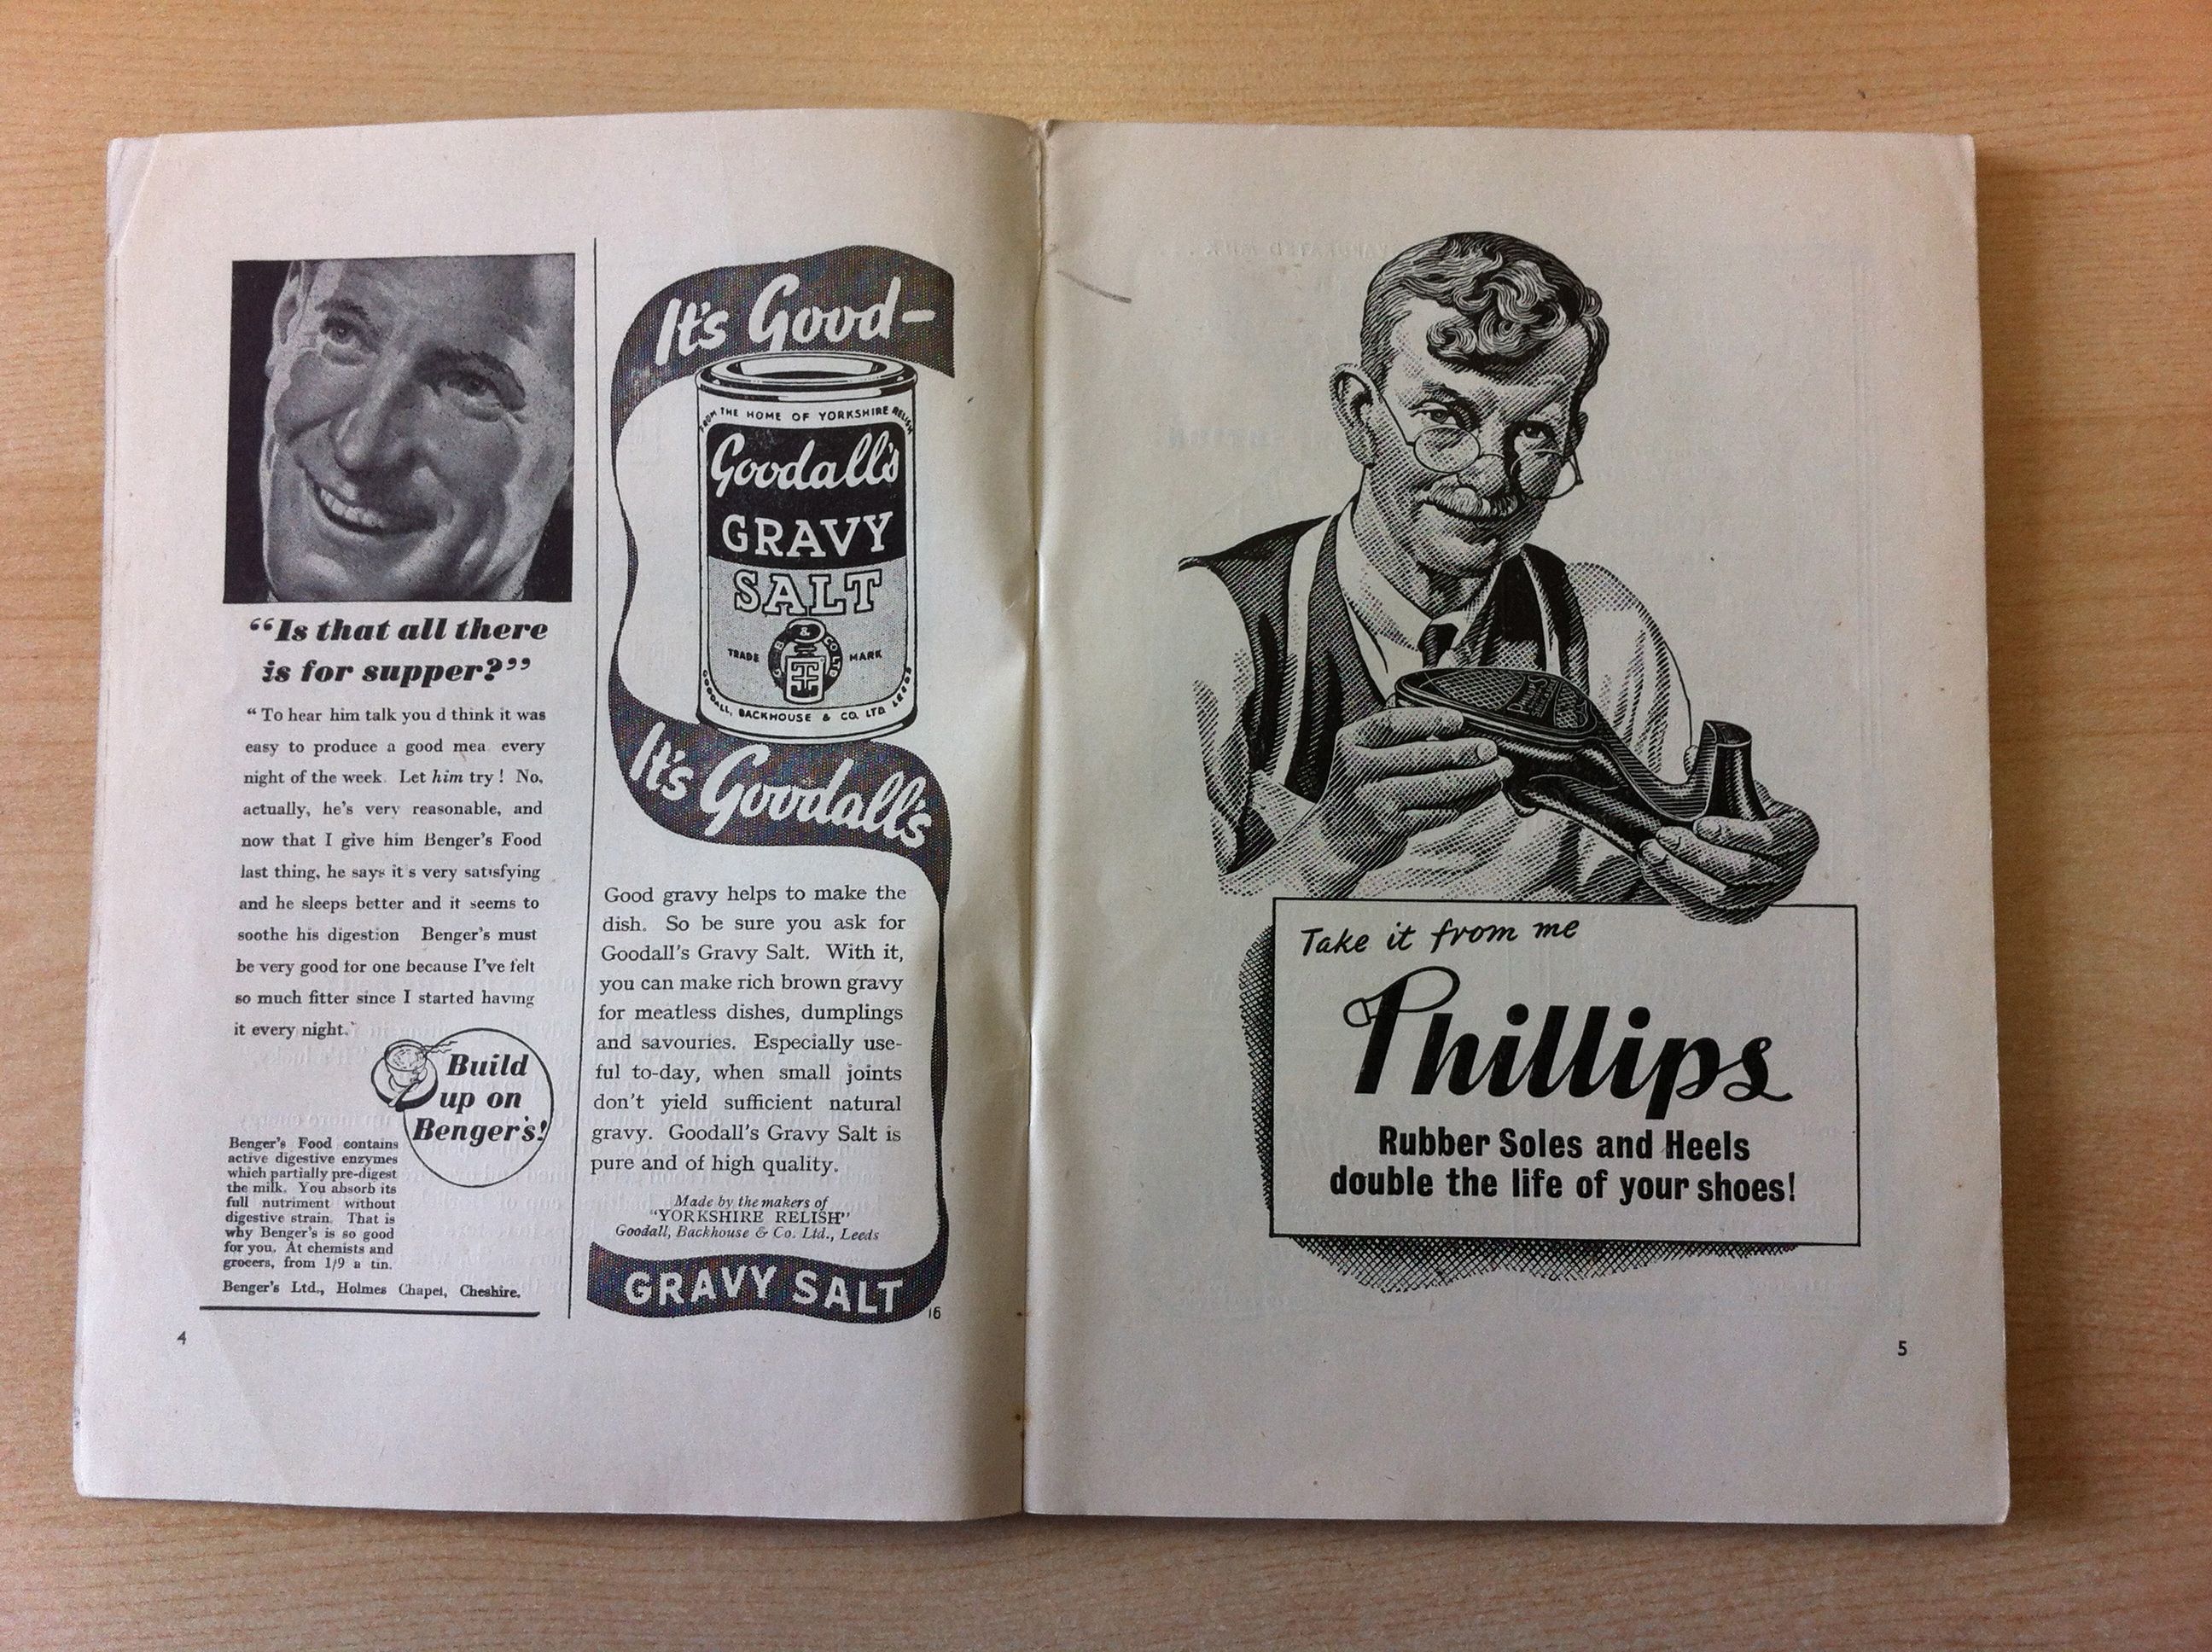 “Is that all there
is for supper?”
“To hear him talk you d think it was
easy to produce a good mea every
night of the week. Let him try! No,
actually, he's very reasonable, and
now that I give him Benger's Food
last thing, he says it s very satisfying
and he sleeps better and it seems to
soothe his digestion Benger's must
be very good for one because I've felt
so much fitter since I started having
it every night.”
Build
up on
Benger's!
Benger's Food contains
active digestive enzymes
which partially pre-digest
the milk. You absorb its
full nutriment without
digestive strain. That is
why Benger's is so good
for you. At chemists and
grocers, from 1/9 a tin.
Benger's Ltd., Holmes Chapel, Cheshire.
4
It's Good-
FROM THE HOME OF YORKSHIRE RELISH
Goodall's
GRAVY
SALT
G B & CO LTD
TRADE MARK
GOODALL, BACKHOUSE & CO. LTD. LEEDS
It's Goodall's
Good gravy helps to make the
dish. So be sure you ask for
Goodall's Gravy Salt. With it,
you can make rich brown gravy
for meatless dishes, dumplings
and savouries. Especially use-
ful to-day, when small joints
don't yield sufficient natural
gravy. Goodall's Gravy Salt is
pure and of high quality.
Made by the makers of
“YORKSHIRE RELISH”
Goodall, Backhouse & Co. Ltd., Leeds
GRAVY SALT
16
Phillips
Take it from me
Phillips
Rubber Soles and Heels
double the life of your shoes!
5